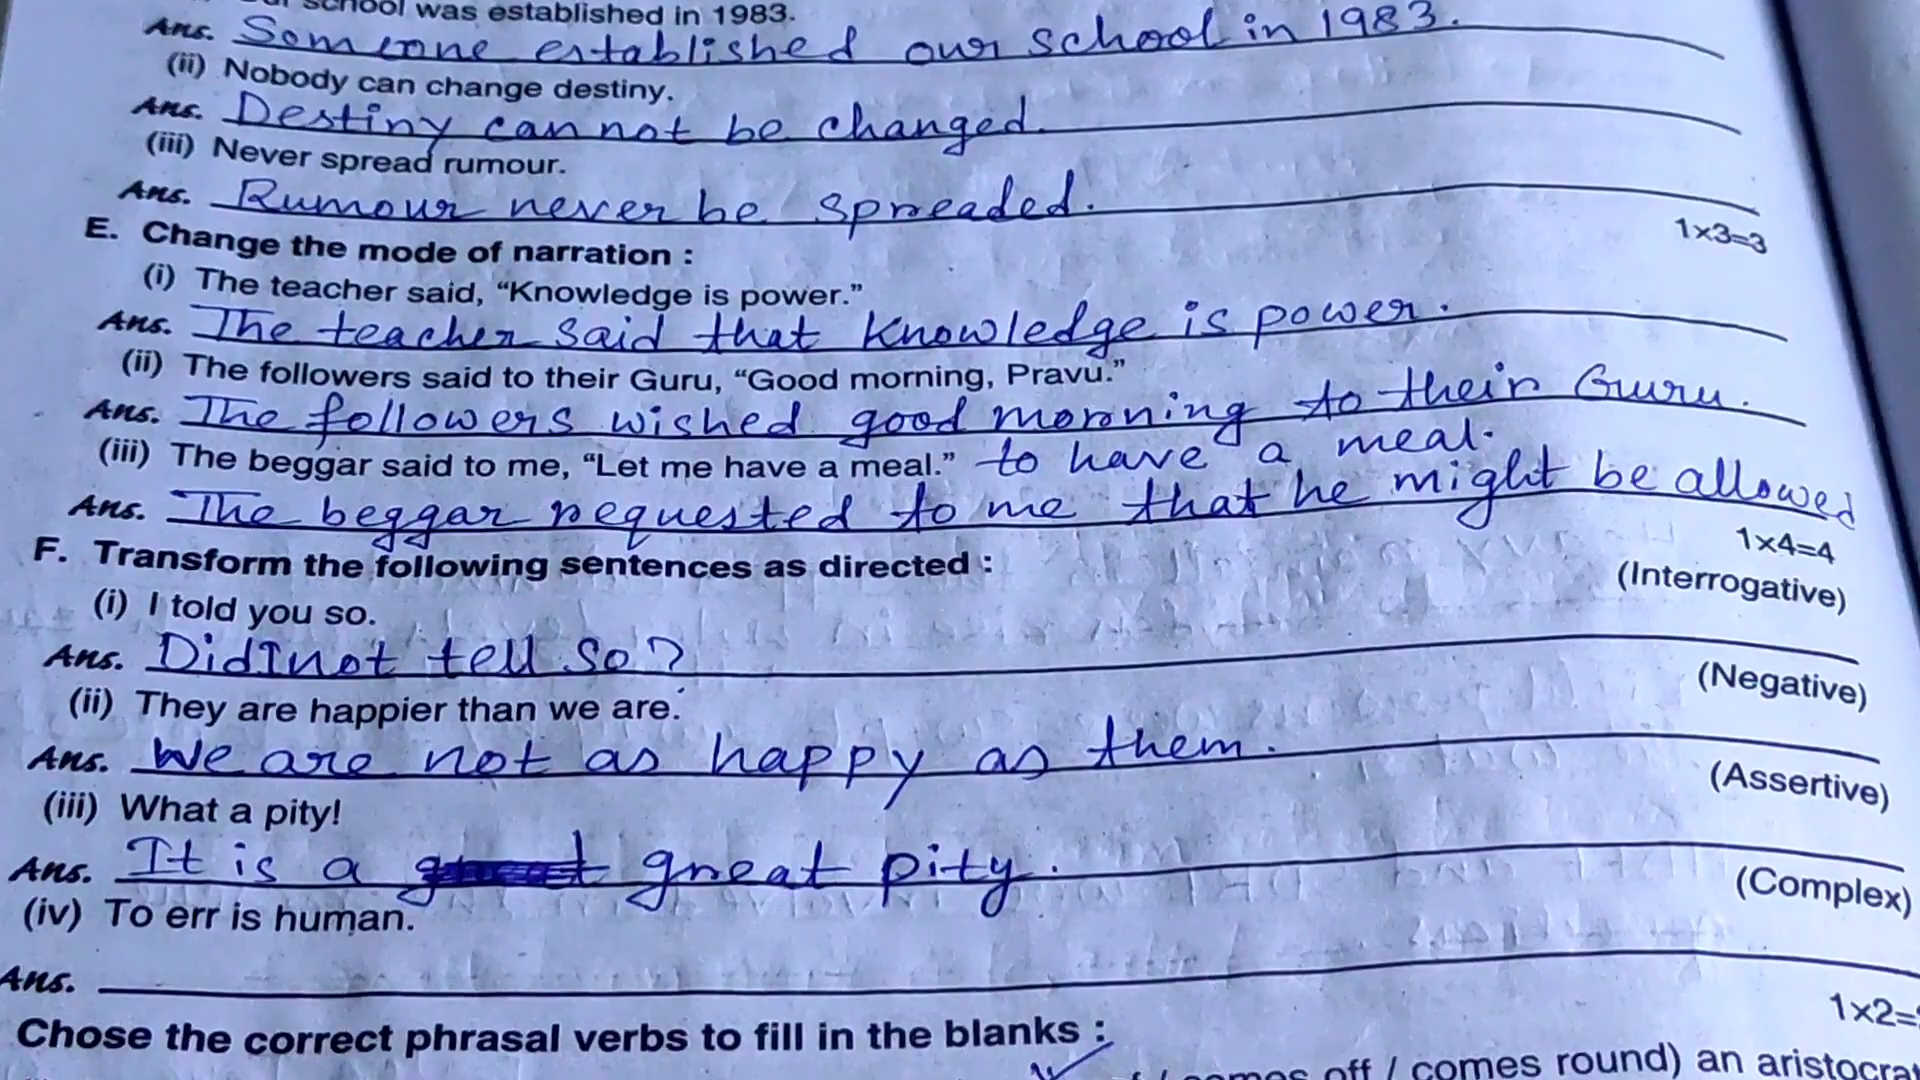 school was established in 1983.
Ans. Someone established our school in 1983.
(ii) Nobody can change destiny.
Ans. Destiny cannot be changed.
(iii) Never spread rumour.
Ans. Rumour never be spreaded.
1x3=3
E. Change the mode of narration :
(i) The teacher said, “Knowledge is power.”
Ans. The teacher said that knowledge is power.
(ii) The followers said to their Guru, “Good morning, Pravu.”
Ans. The followers wished good morning to their Guru.
(iii) The beggar said to me, “Let me have a meal.” to have a meal.
Ans. The beggar requested to me that he might be allowed
1x4=4
F. Transform the following sentences as directed :
(i) I told you so. (Interrogative)
Ans. Did I not tell so?
(ii) They are happier than we are. (Negative)
Ans. We are not as happy as them.
(iii) What a pity! (Assertive)
Ans. It is a great pity.
(iv) To err is human. (Complex)
Ans.
1x2=
Chose the correct phrasal verbs to fill in the blanks :
comes off / comes round) an aristocrat